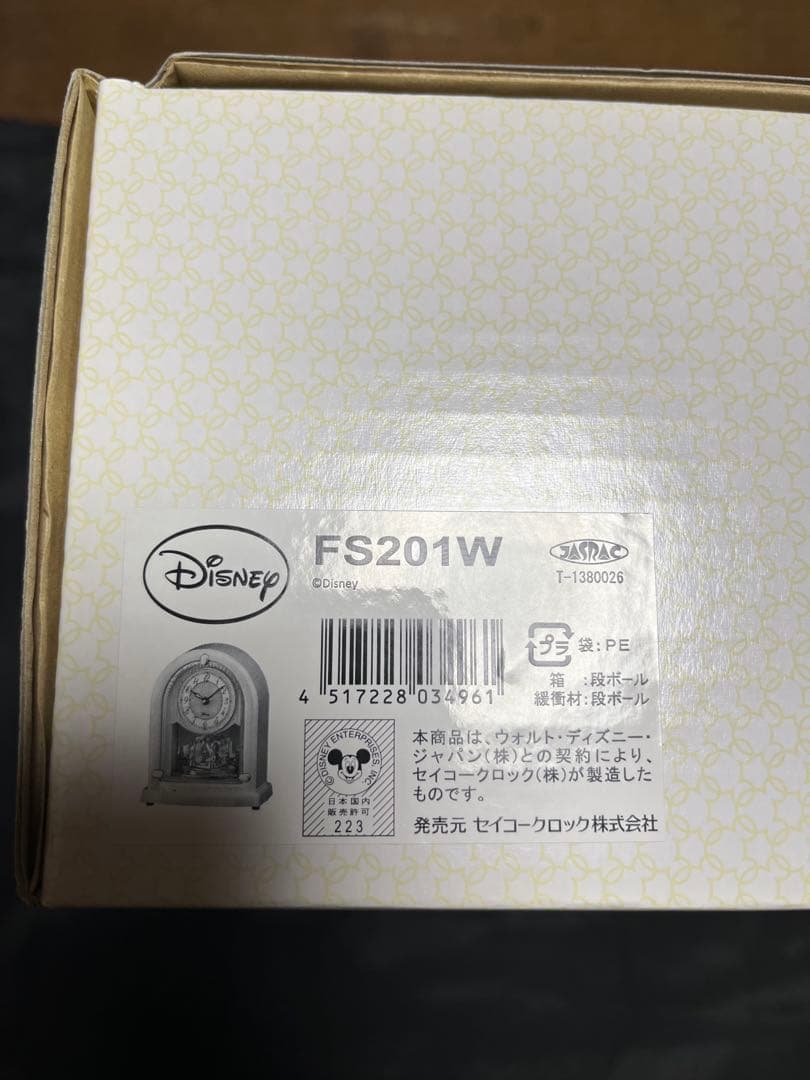 Disney
FS201W
©Disney
JASRAC
T-1380026
4 517228 034961
プラ 袋:PE
箱 :段ボール
緩衝材:段ボール
©DISNEY ENTERPRISES, INC.
日本国内
販売許可
223
本商品は、ウォルト・ディズニー・
ジャパン(株)との契約により、
セイコークロック(株)が製造した
ものです。
発売元 セイコークロック株式会社